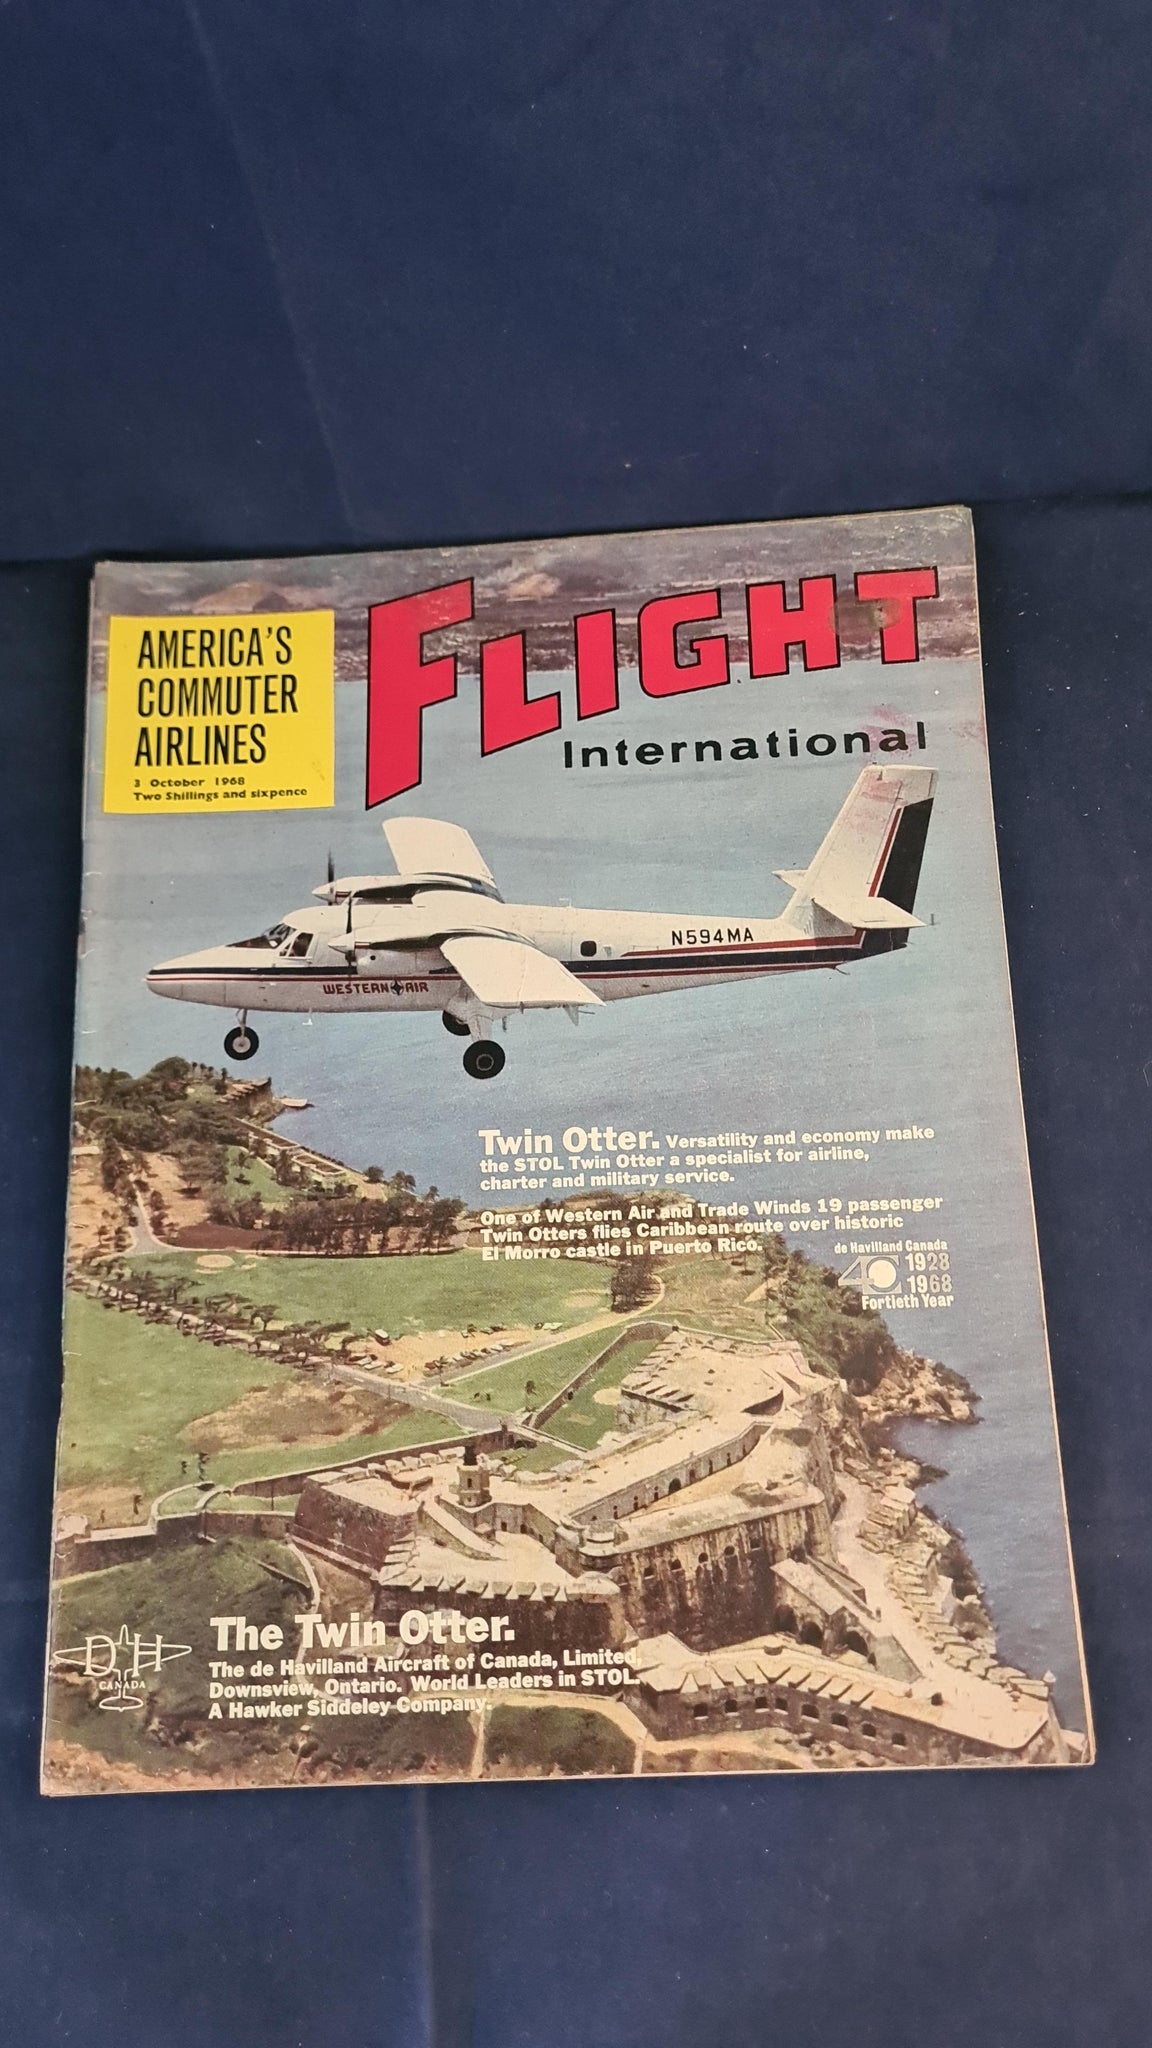 AMERICA'S
COMMUTER
AIRLINES
3 October 1968
Two Shillings and sixpence
FLIGHT
International
N594MA
WESTERN AIR
Twin Otter. Versatility and economy make
the STOL Twin Otter a specialist for airline,
charter and military service.
One of Western Air and Trade Winds 19 passenger
Twin Otters flies Caribbean route over historic
El Morro castle in Puerto Rico.
de Havilland Canada
40 1928
1968
Fortieth Year
The Twin Otter.
The de Havilland Aircraft of Canada, Limited,
Downsview, Ontario. World Leaders in STOL.
A Hawker Siddeley Company.
DH
CANADA